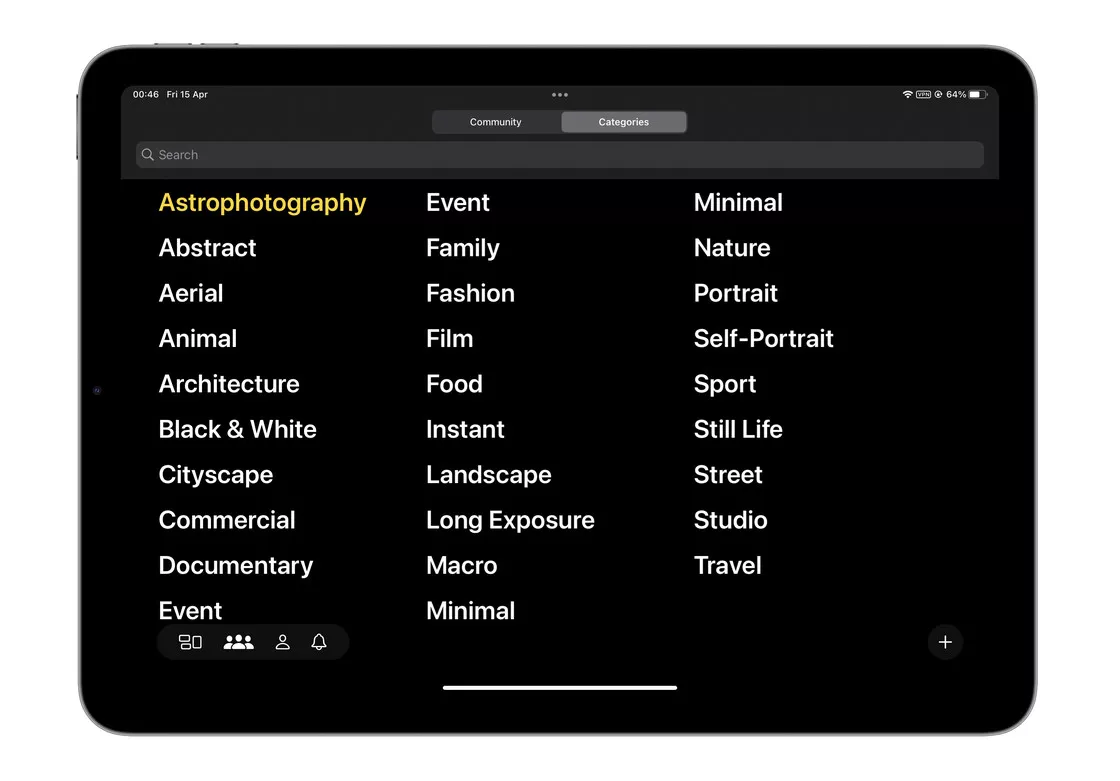 00:46 Fri 15 Apr
VPN 64%
Community Categories
Search
Astrophotography
Abstract
Aerial
Animal
Architecture
Black & White
Cityscape
Commercial
Documentary
Event
Event
Family
Fashion
Film
Food
Instant
Landscape
Long Exposure
Macro
Minimal
Minimal
Nature
Portrait
Self-Portrait
Sport
Still Life
Street
Studio
Travel